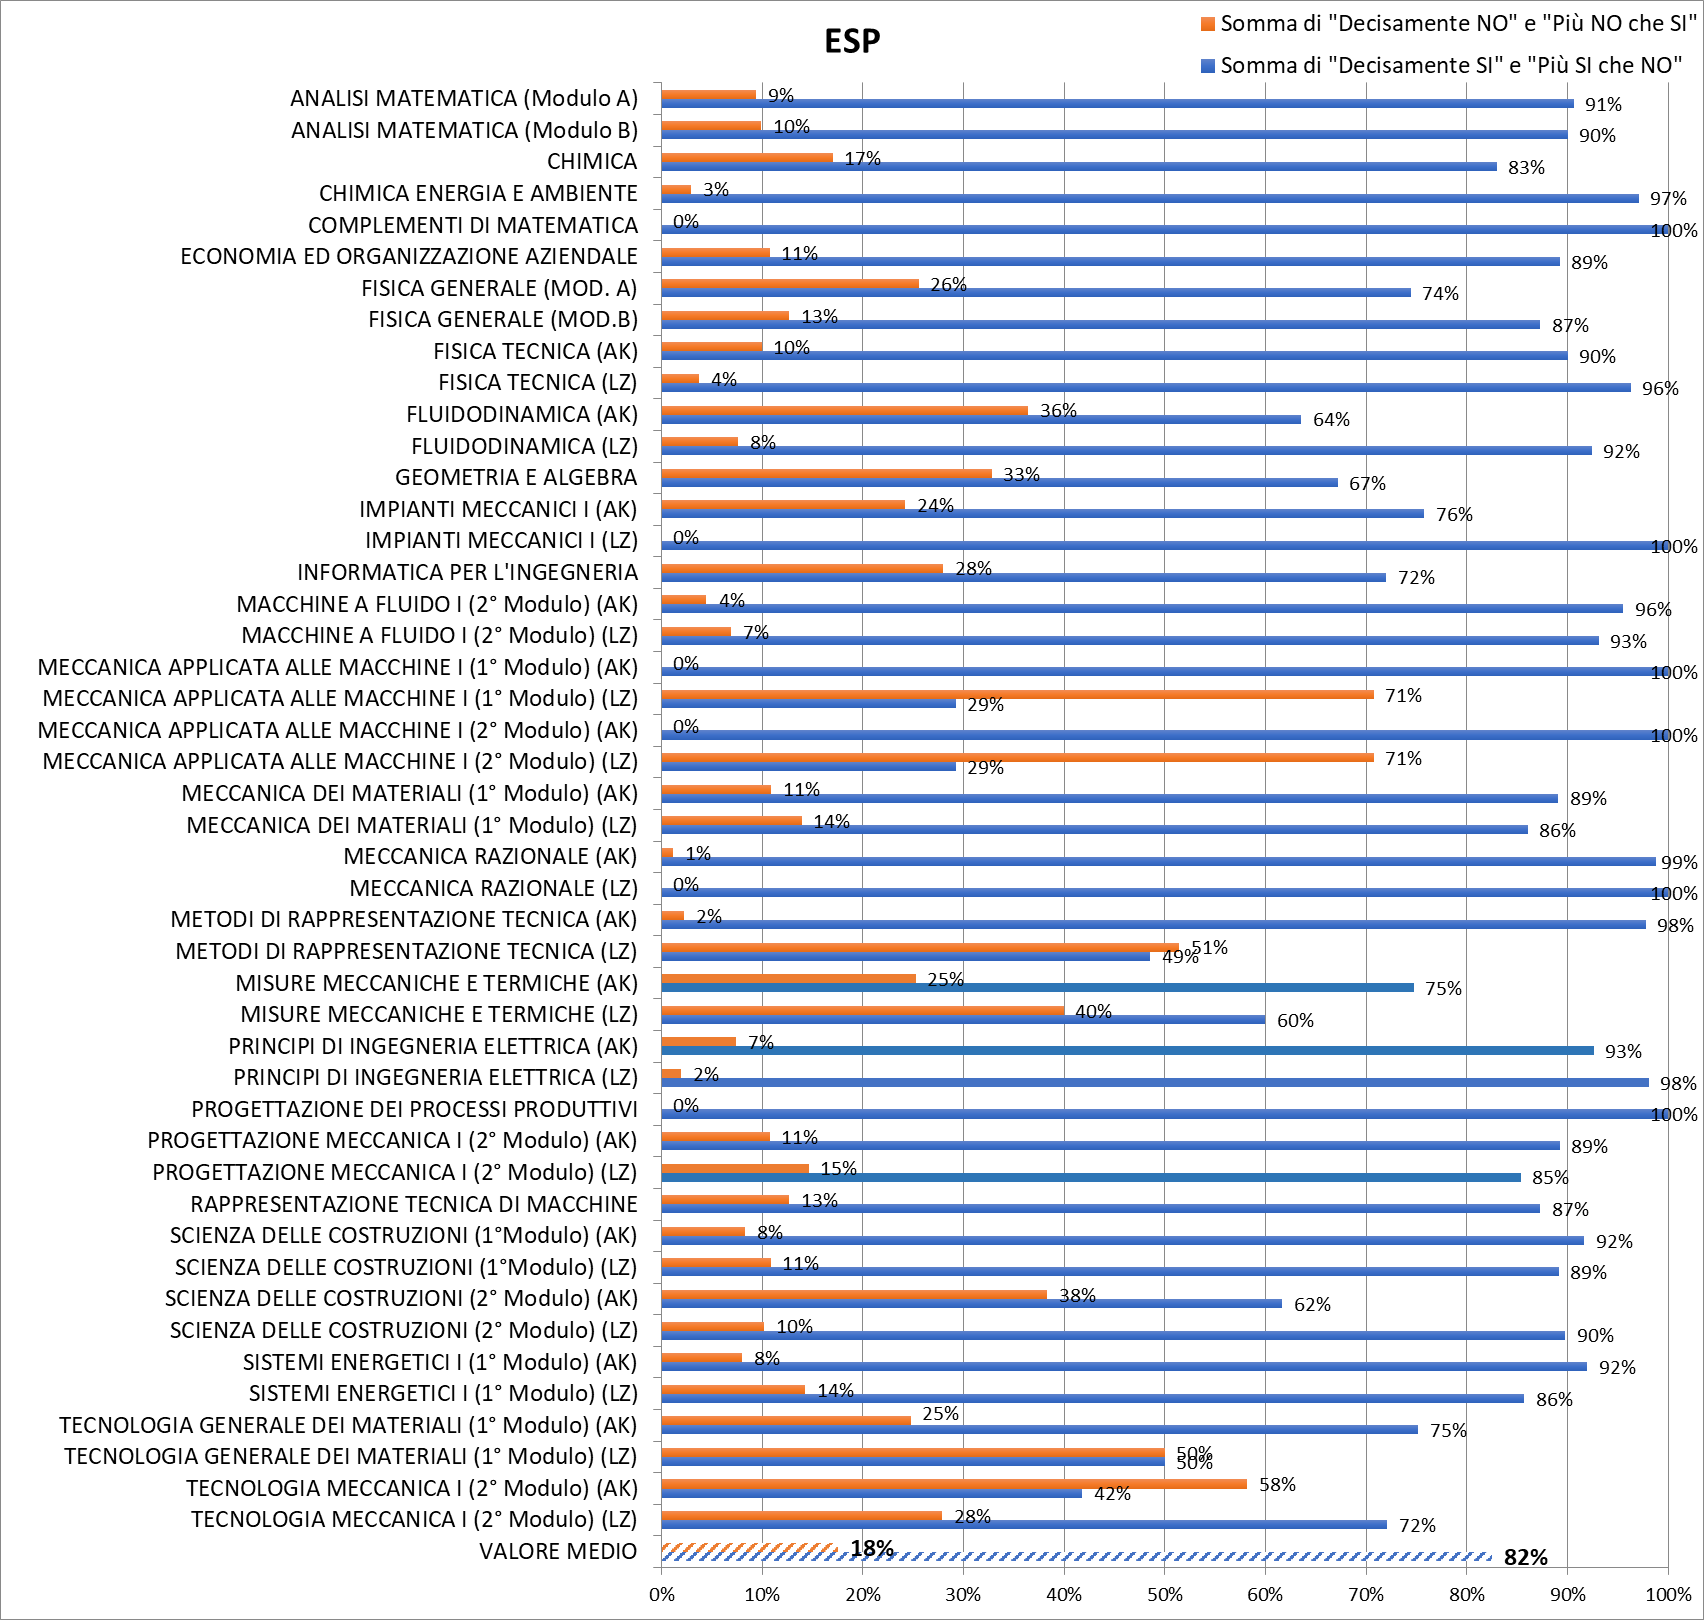 ESP
Somma di "Decisamente NO" e "Più NO che SI"
Somma di "Decisamente SI" e "Più SI che NO"
ANALISI MATEMATICA (Modulo A) 9% 91%
ANALISI MATEMATICA (Modulo B) 10% 90%
CHIMICA 17% 83%
CHIMICA ENERGIA E AMBIENTE 3% 97%
COMPLEMENTI DI MATEMATICA 0% 100%
ECONOMIA ED ORGANIZZAZIONE AZIENDALE 11% 89%
FISICA GENERALE (MOD. A) 26% 74%
FISICA GENERALE (MOD.B) 13% 87%
FISICA TECNICA (AK) 10% 90%
FISICA TECNICA (LZ) 4% 96%
FLUIDODINAMICA (AK) 36% 64%
FLUIDODINAMICA (LZ) 8% 92%
GEOMETRIA E ALGEBRA 33% 67%
IMPIANTI MECCANICI I (AK) 24% 76%
IMPIANTI MECCANICI I (LZ) 0% 100%
INFORMATICA PER L'INGEGNERIA 28% 72%
MACCHINE A FLUIDO I (2° Modulo) (AK) 4% 96%
MACCHINE A FLUIDO I (2° Modulo) (LZ) 7% 93%
MECCANICA APPLICATA ALLE MACCHINE I (1° Modulo) (AK) 0% 100%
MECCANICA APPLICATA ALLE MACCHINE I (1° Modulo) (LZ) 71% 29%
MECCANICA APPLICATA ALLE MACCHINE I (2° Modulo) (AK) 0% 100%
MECCANICA APPLICATA ALLE MACCHINE I (2° Modulo) (LZ) 71% 29%
MECCANICA DEI MATERIALI (1° Modulo) (AK) 11% 89%
MECCANICA DEI MATERIALI (1° Modulo) (LZ) 14% 86%
MECCANICA RAZIONALE (AK) 1% 99%
MECCANICA RAZIONALE (LZ) 0% 100%
METODI DI RAPPRESENTAZIONE TECNICA (AK) 2% 98%
METODI DI RAPPRESENTAZIONE TECNICA (LZ) 51% 49%
MISURE MECCANICHE E TERMICHE (AK) 25% 75%
MISURE MECCANICHE E TERMICHE (LZ) 40% 60%
PRINCIPI DI INGEGNERIA ELETTRICA (AK) 7% 93%
PRINCIPI DI INGEGNERIA ELETTRICA (LZ) 2% 98%
PROGETTAZIONE DEI PROCESSI PRODUTTIVI 0% 100%
PROGETTAZIONE MECCANICA I (2° Modulo) (AK) 11% 89%
PROGETTAZIONE MECCANICA I (2° Modulo) (LZ) 15% 85%
RAPPRESENTAZIONE TECNICA DI MACCHINE 13% 87%
SCIENZA DELLE COSTRUZIONI (1°Modulo) (AK) 8% 92%
SCIENZA DELLE COSTRUZIONI (1°Modulo) (LZ) 11% 89%
SCIENZA DELLE COSTRUZIONI (2° Modulo) (AK) 38% 62%
SCIENZA DELLE COSTRUZIONI (2° Modulo) (LZ) 10% 90%
SISTEMI ENERGETICI I (1° Modulo) (AK) 8% 92%
SISTEMI ENERGETICI I (1° Modulo) (LZ) 14% 86%
TECNOLOGIA GENERALE DEI MATERIALI (1° Modulo) (AK) 25% 75%
TECNOLOGIA GENERALE DEI MATERIALI (1° Modulo) (LZ) 50% 50%
TECNOLOGIA MECCANICA I (2° Modulo) (AK) 58% 42%
TECNOLOGIA MECCANICA I (2° Modulo) (LZ) 28% 72%
VALORE MEDIO 18% 82%
0% 10% 20% 30% 40% 50% 60% 70% 80% 90% 100%